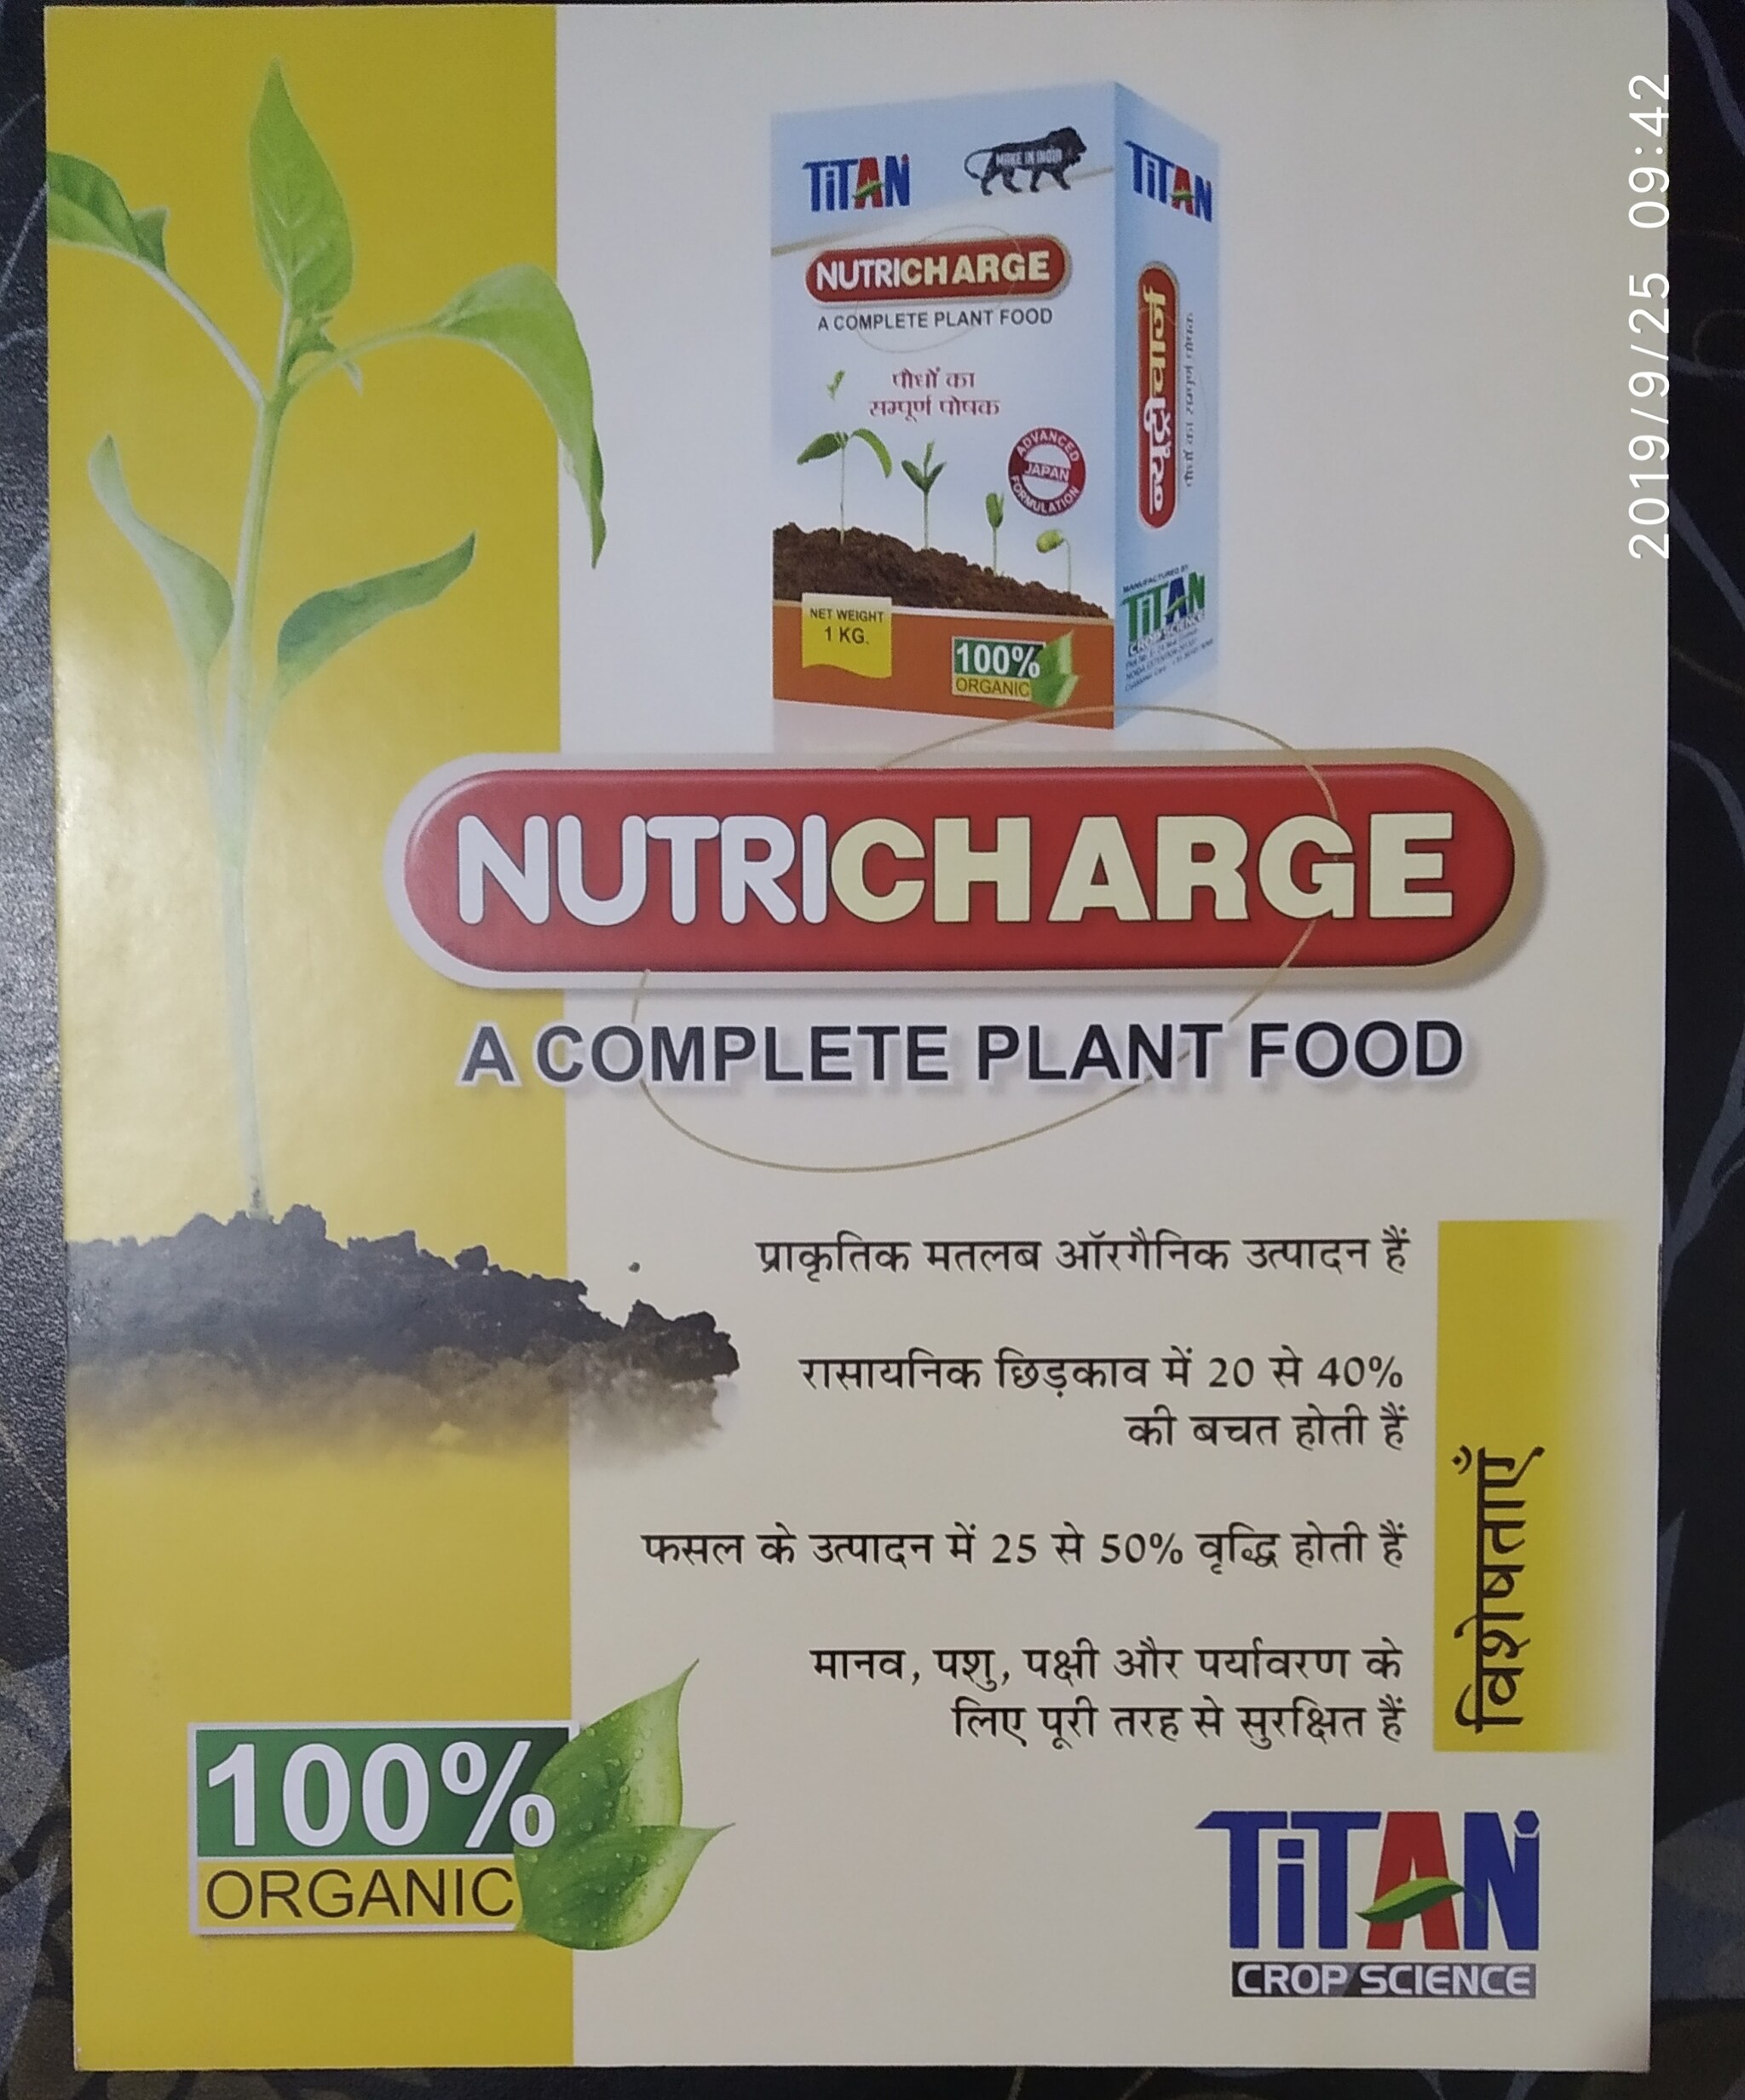 2019/9/25 09:42
TiTAN
MAKE IN INDIA
NUTRICHARGE
A COMPLETE PLANT FOOD
पौधों का
सम्पूर्ण पोषक
ADVANCED
JAPAN
FORMULATION
NET WEIGHT
1 KG.
100%
ORGANIC
TiTAN
न्यूट्रीचार्ज
पौधों का सम्पूर्ण पोषक
MANUFACTURED BY
TiTAN
CROP SCIENCE
NUTRICHARGE
A COMPLETE PLANT FOOD
विशेषताएँ
प्राकृतिक मतलब ऑरगैनिक उत्पादन हैं
रासायनिक छिड़काव में 20 से 40%
की बचत होती हैं
फसल के उत्पादन में 25 से 50% वृद्धि होती हैं
मानव, पशु, पक्षी और पर्यावरण के
लिए पूरी तरह से सुरक्षित हैं
100%
ORGANIC
TiTAN
CROP SCIENCE